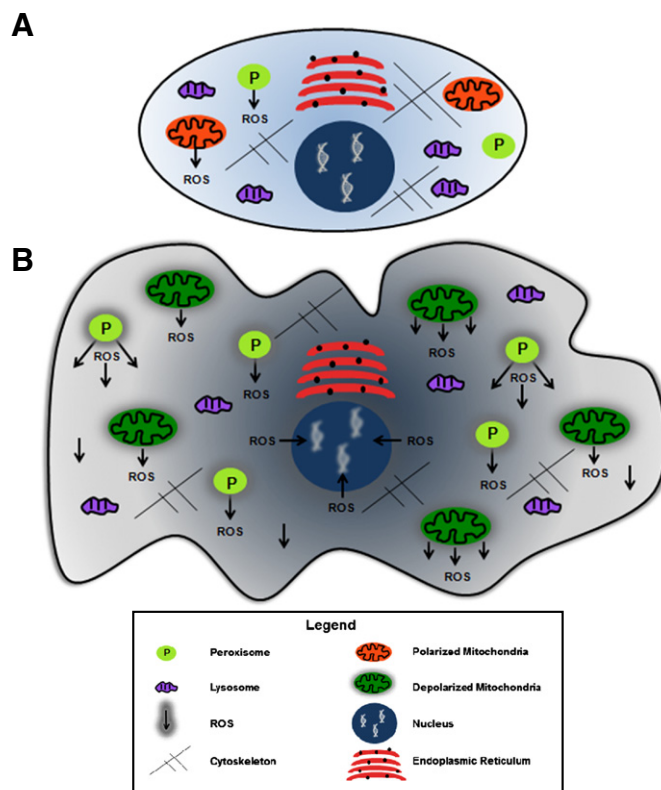 A
P
ROS
ROS
P
B
P
ROS
ROS
P
ROS
ROS
P
ROS
ROS
ROS
P
ROS
ROS
ROS
P
ROS
ROS
P
ROS
ROS
Legend
P Peroxisome Polarized Mitochondria
Lysosome Depolarized Mitochondria
ROS Nucleus
Cytoskeleton Endoplasmic Reticulum